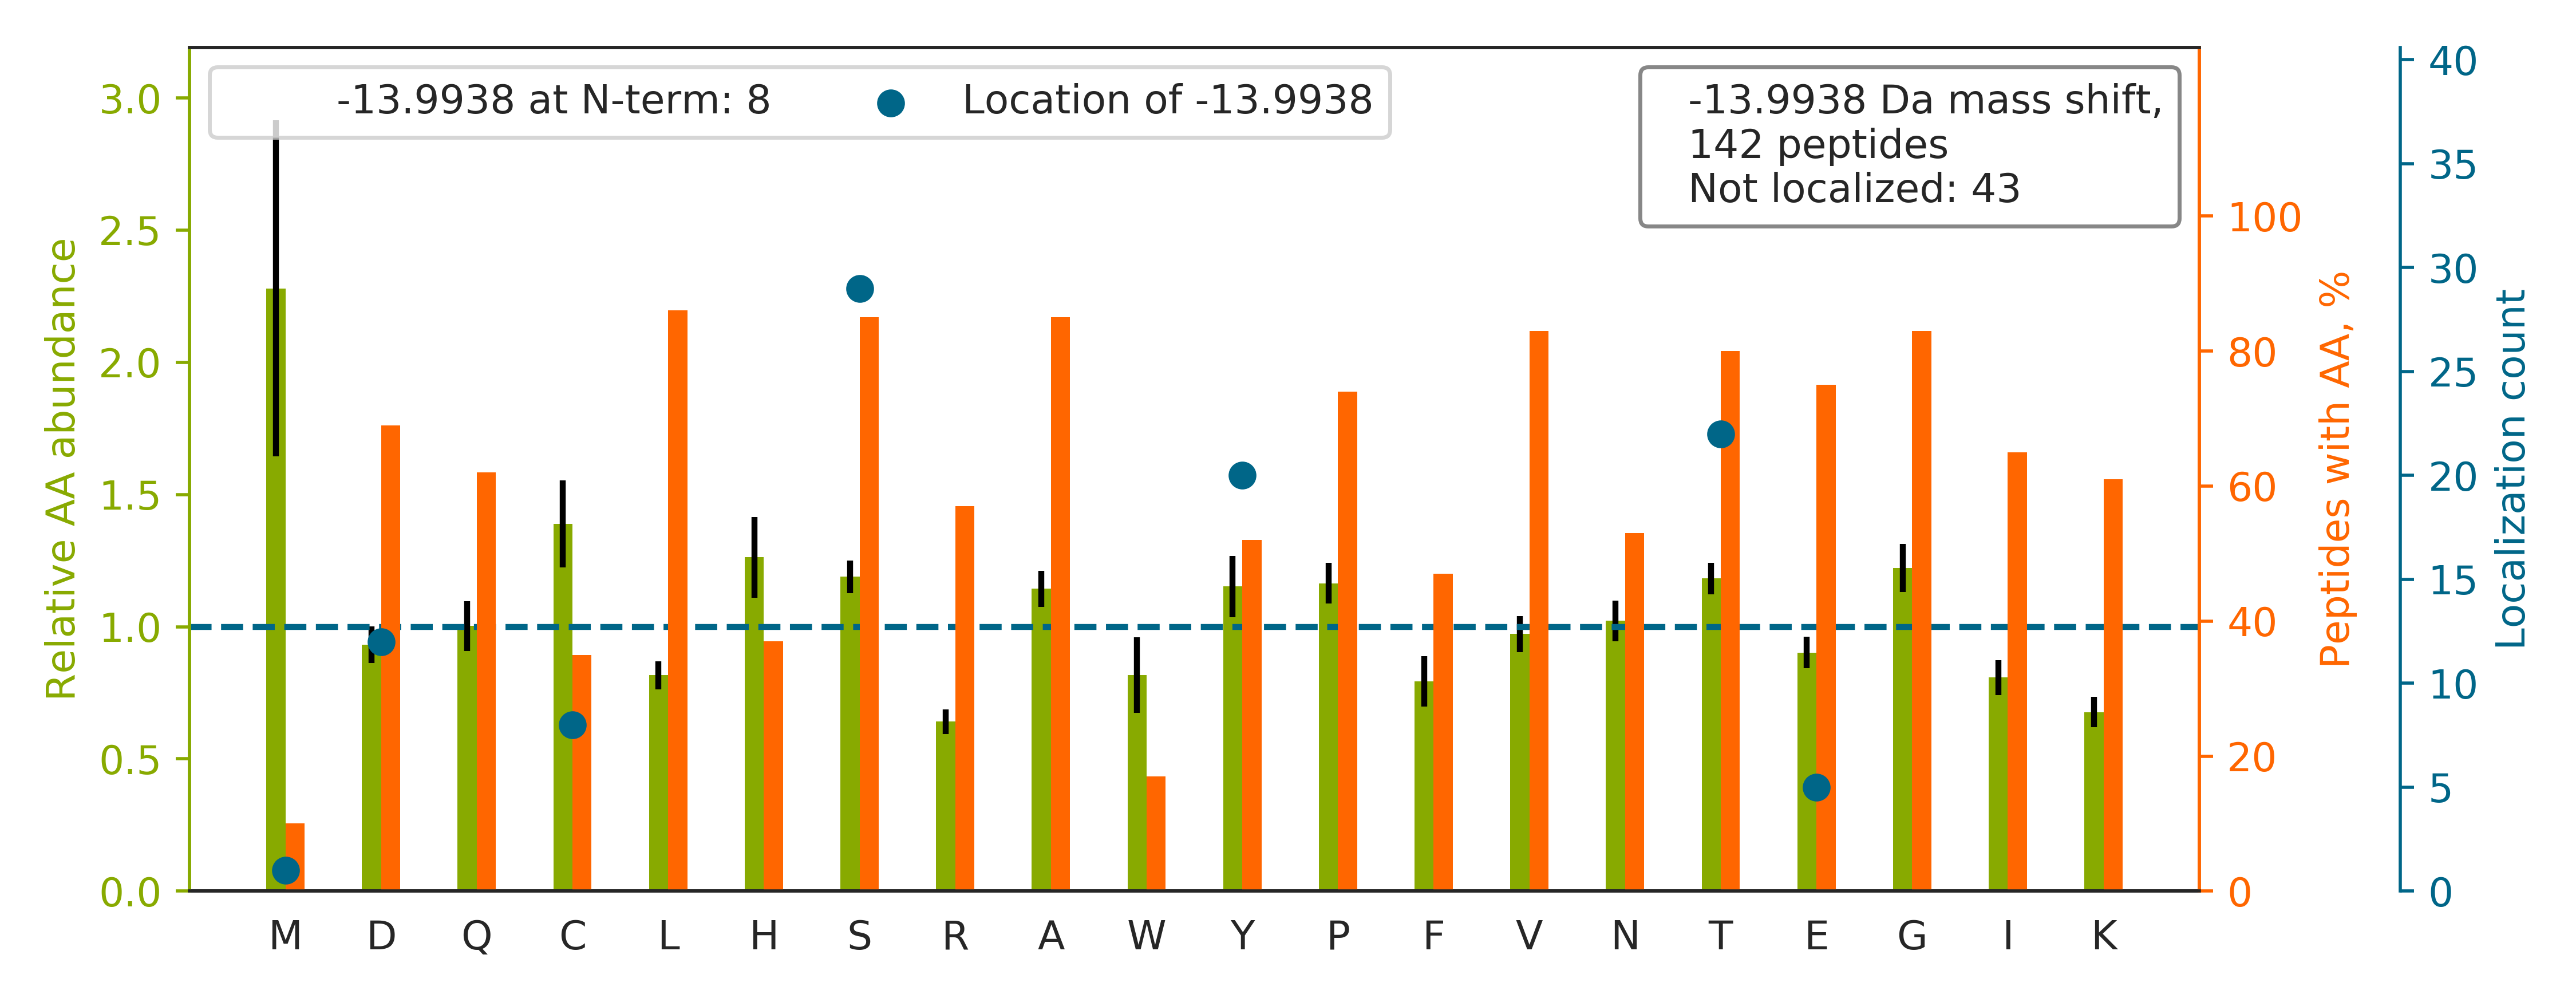 -13.9938 at N-term: 8
Location of -13.9938
-13.9938 Da mass shift,
142 peptides
Not localized: 43
Relative AA abundance
3.0
2.5
2.0
1.5
1.0
0.5
0.0
M D Q C L H S R A W Y P F V N T E G I K
100
80
60
40
20
0
Peptides with AA, %
40
35
30
25
20
15
10
5
0
Localization count